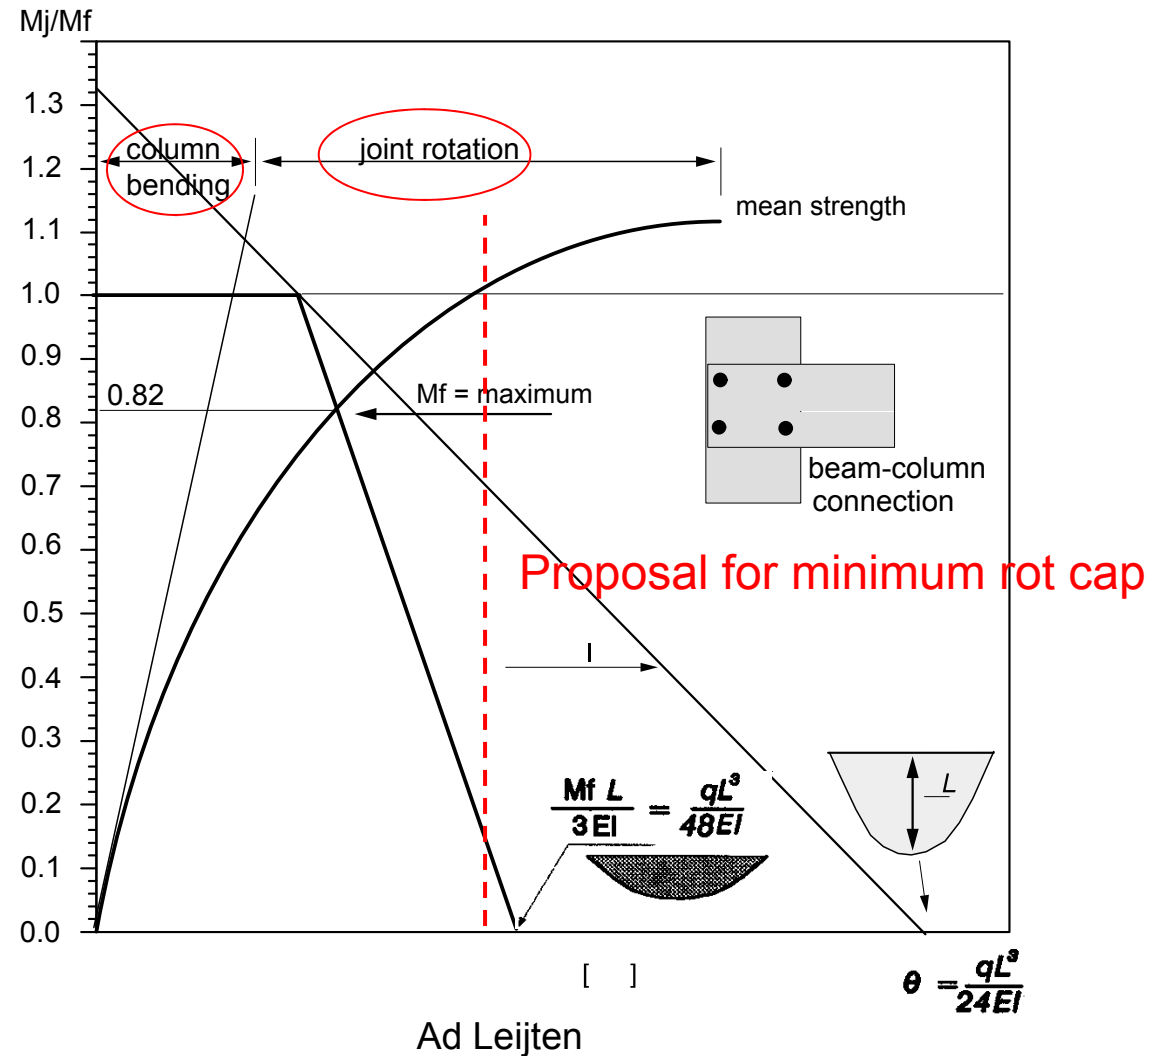 Mj/Mf
1.3
1.2
1.1
1.0
0.9
0.8
0.7
0.6
0.5
0.4
0.3
0.2
0.1
0.0
column
bending
joint rotation
mean strength
0.82
Mf = maximum
beam-column
connection
Proposal for minimum rot cap
l
Mf L / 3 EI = qL³ / 48EI
L
[ ]
θ = qL³ / 24EI
Ad Leijten